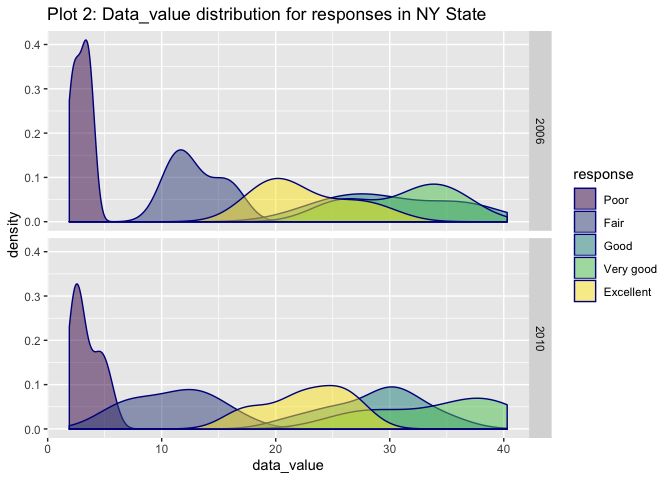 Plot 2: Data_value distribution for responses in NY State
0.4
0.3
0.2
0.1
0.0
2006
density
0.4
0.3
0.2
0.1
0.0
2010
0 10 20 30 40
data_value
response
Poor
Fair
Good
Very good
Excellent